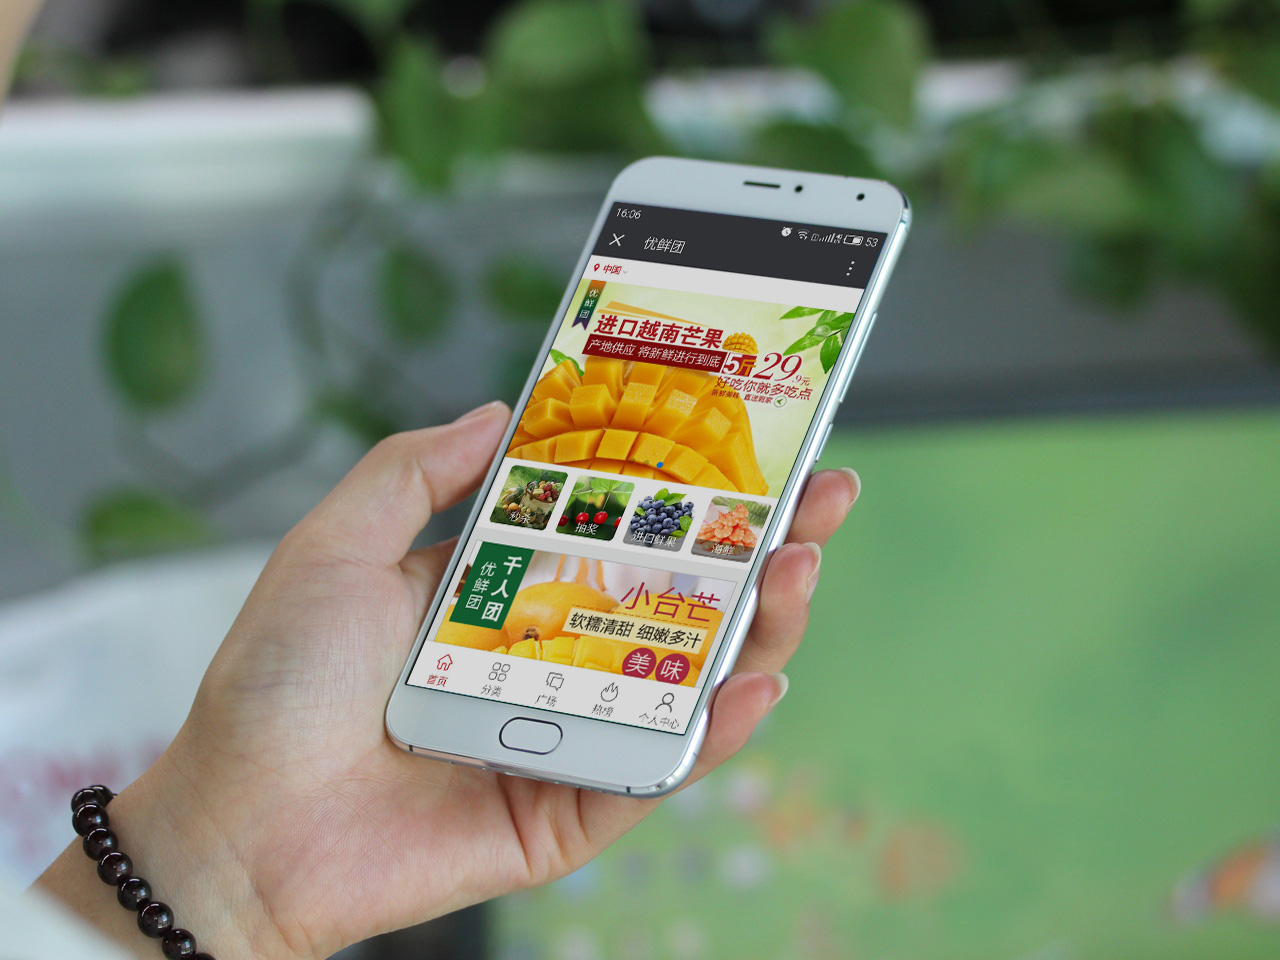 16:06
53
优鲜团
中国
优鲜团
进口越南芒果
产地供应 将新鲜进行到底
5斤 29.9元
好吃你就多吃点
新鲜美味 直送到家
秒杀
抽奖
进口鲜果
海鲜
优鲜团
千人团
小台芒
软糯清甜 细嫩多汁
美味
首页
分类
广场
热榜
个人中心